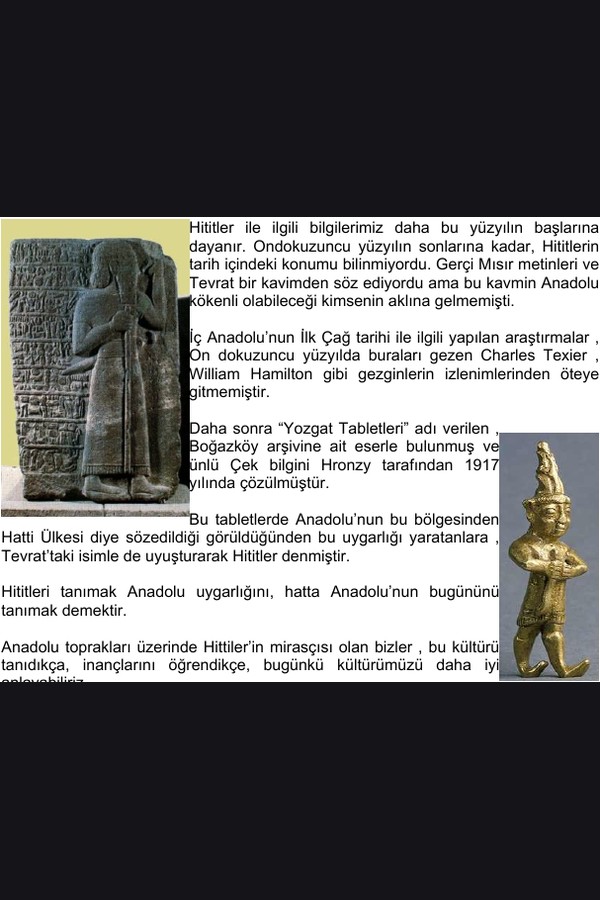 Hititler ile ilgili bilgilerimiz daha bu yüzyılın başlarına
dayanır. Ondokuzuncu yüzyılın sonlarına kadar, Hititlerin
tarih içindeki konumu bilinmiyordu. Gerçi Mısır metinleri ve
Tevrat bir kavimden söz ediyordu ama bu kavmin Anadolu
kökenli olabileceği kimsenin aklına gelmemişti.
İç Anadolu’nun İlk Çağ tarihi ile ilgili yapılan araştırmalar ,
On dokuzuncu yüzyılda buraları gezen Charles Texier ,
William Hamilton gibi gezginlerin izlenimlerinden öteye
gitmemiştir.
Daha sonra “Yozgat Tabletleri” adı verilen ,
Boğazköy arşivine ait eserle bulunmuş ve
ünlü Çek bilgini Hronzy tarafından 1917
yılında çözülmüştür.
Bu tabletlerde Anadolu’nun bu bölgesinden
Hatti Ülkesi diye sözedildiği görüldüğünden bu uygarlığı yaratanlara ,
Tevrat’taki isimle de uyuşturarak Hititler denmiştir.
Hititleri tanımak Anadolu uygarlığını, hatta Anadolu’nun bugününü
tanımak demektir.
Anadolu toprakları üzerinde Hittiler’in mirasçısı olan bizler , bu kültürü
tanıdıkça, inançlarını öğrendikçe, bugünkü kültürümüzü daha iyi
anlayabiliriz